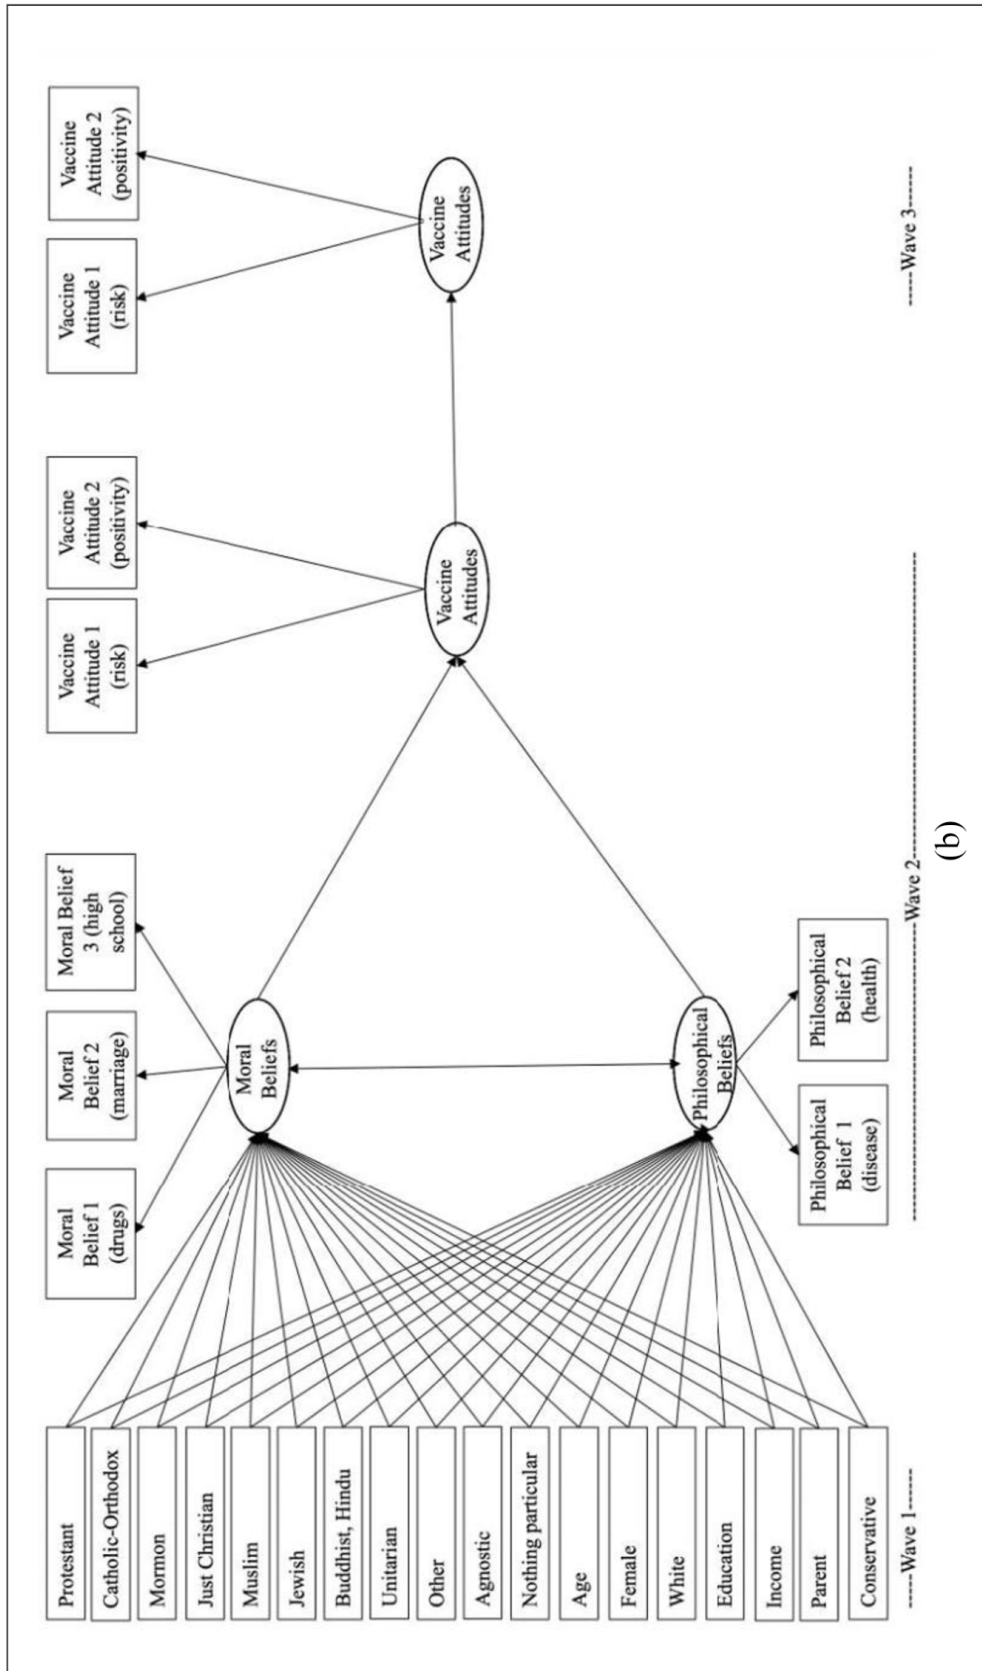 Protestant
Catholic-Orthodox
Mormon
Just Christian
Muslim
Jewish
Buddhist, Hindu
Unitarian
Other
Agnostic
Nothing particular
Age
Female
White
Education
Income
Parent
Conservative
-----Wave 1-----
Moral
Belief 1
(drugs)
Moral
Belief 2
(marriage)
Moral Belief
3 (high
school)
Moral
Beliefs
Philosophical
Beliefs
Philosophical
Belief 1
(disease)
Philosophical
Belief 2
(health)
Vaccine
Attitude 1
(risk)
Vaccine
Attitude 2
(positivity)
Vaccine
Attitudes
Wave 2
Vaccine
Attitude 1
(risk)
Vaccine
Attitude 2
(positivity)
Vaccine
Attitudes
-----Wave 3-----
(b)